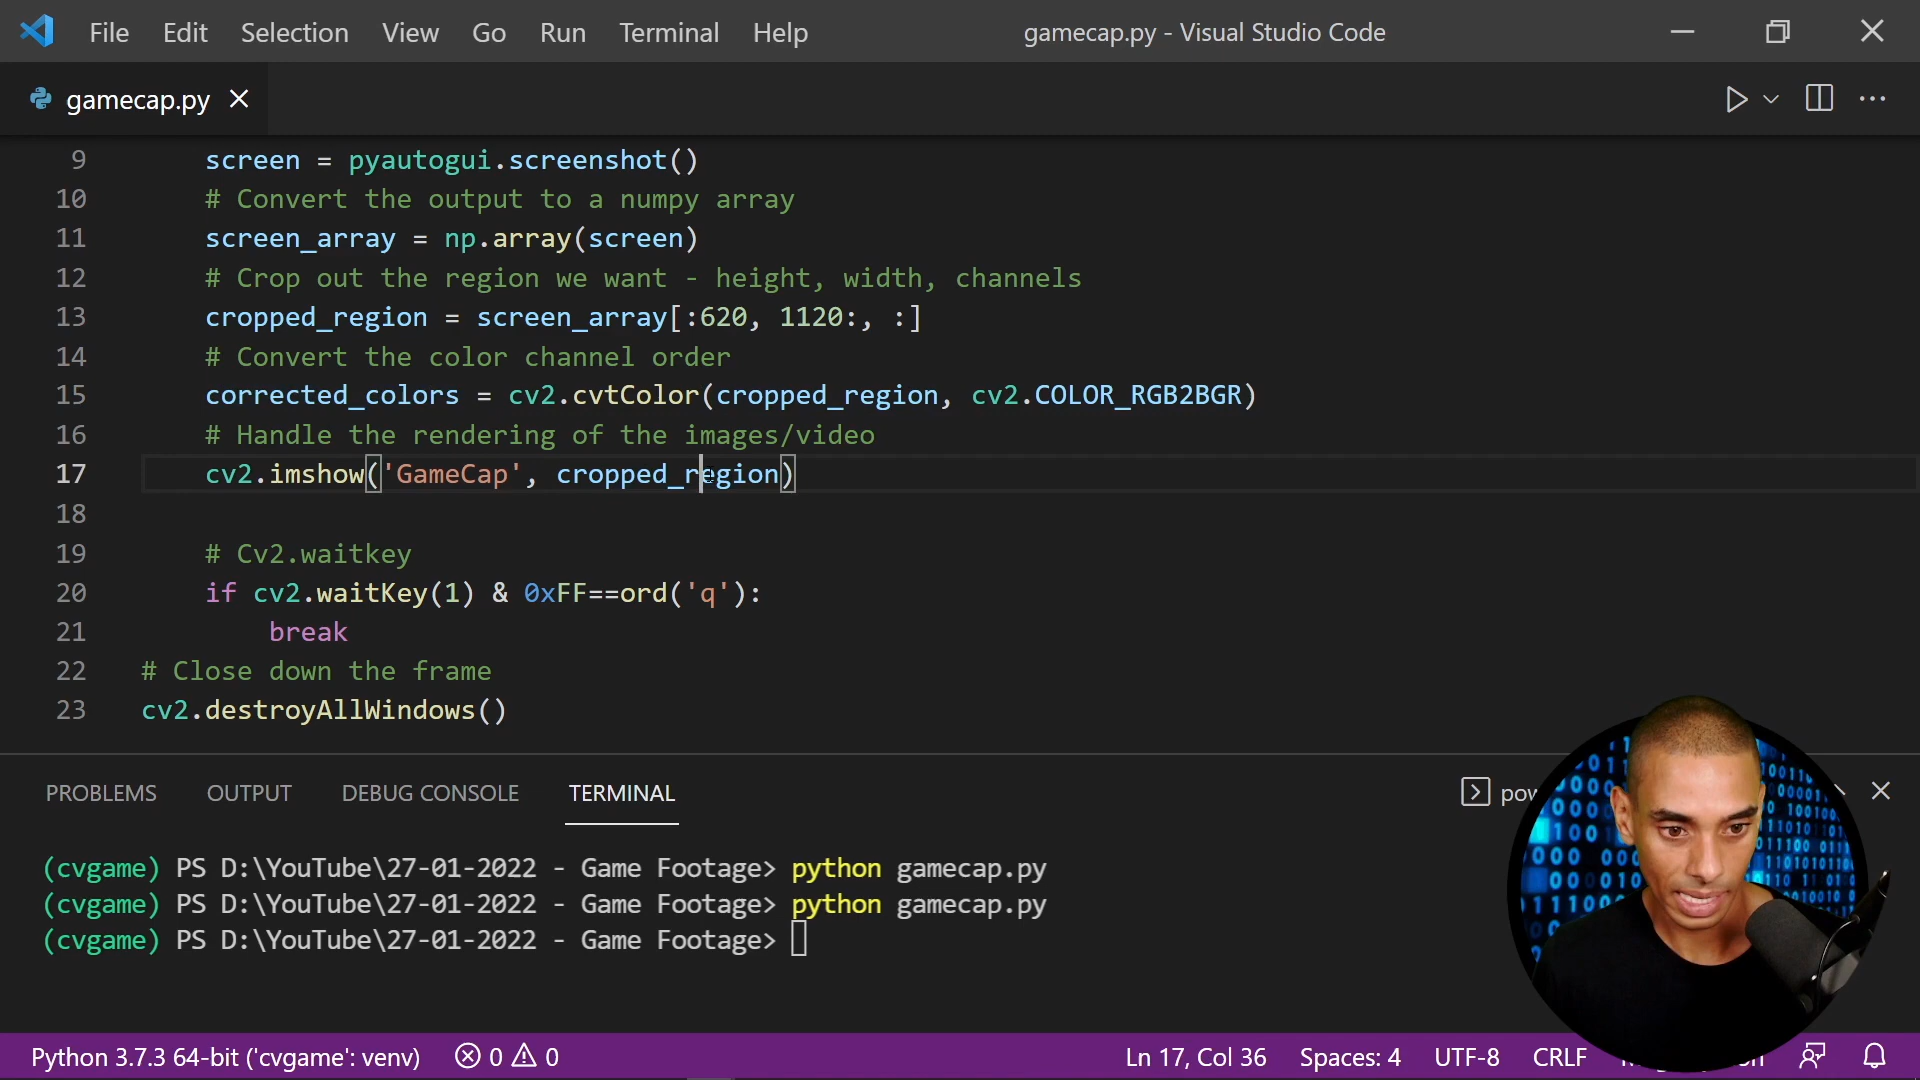 File Edit Selection View Go Run Terminal Help gamecap.py - Visual Studio Code
gamecap.py
9 screen = pyautogui.screenshot()
10 # Convert the output to a numpy array
11 screen_array = np.array(screen)
12 # Crop out the region we want - height, width, channels
13 cropped_region = screen_array[:620, 1120:, :]
14 # Convert the color channel order
15 corrected_colors = cv2.cvtColor(cropped_region, cv2.COLOR_RGB2BGR)
16 # Handle the rendering of the images/video
17 cv2.imshow('GameCap', cropped_region)
18
19 # Cv2.waitkey
20 if cv2.waitKey(1) & 0xFF==ord('q'):
21 break
22 # Close down the frame
23 cv2.destroyAllWindows()
PROBLEMS OUTPUT DEBUG CONSOLE TERMINAL
(cvgame) PS D:\YouTube\27-01-2022 - Game Footage> python gamecap.py
(cvgame) PS D:\YouTube\27-01-2022 - Game Footage> python gamecap.py
(cvgame) PS D:\YouTube\27-01-2022 - Game Footage>
Python 3.7.3 64-bit ('cvgame': venv) 0 0 Ln 17, Col 36 Spaces: 4 UTF-8 CRLF